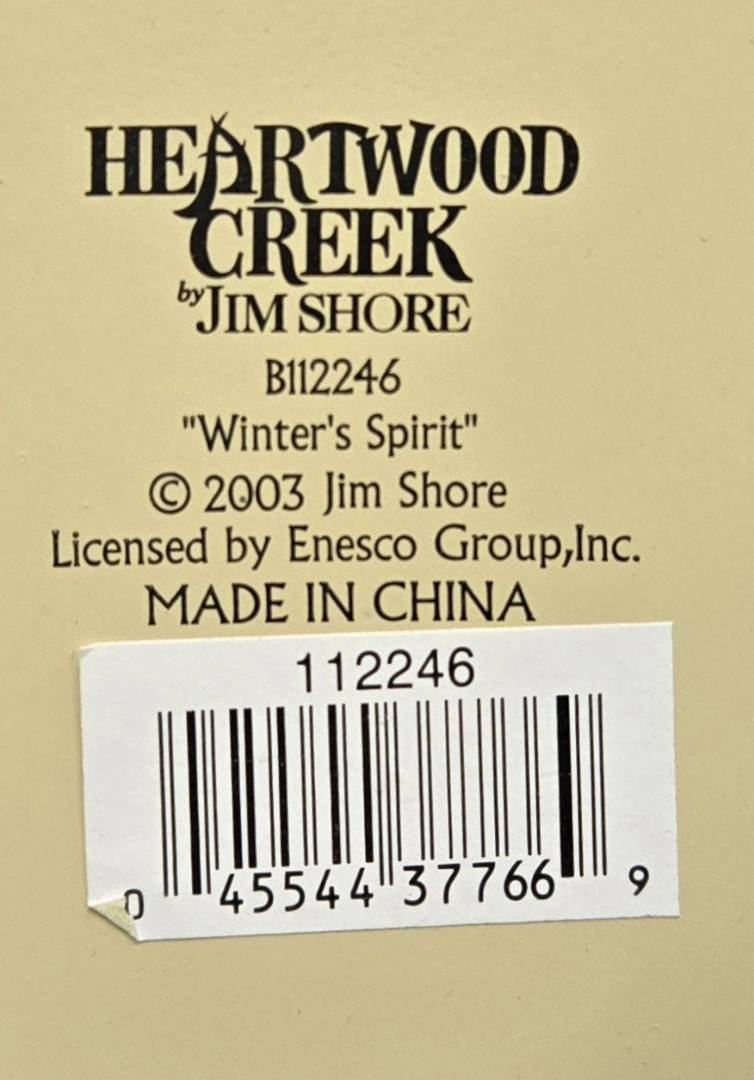 HEARTWOOD
CREEK
by JIM SHORE
B112246
"Winter's Spirit"
© 2003 Jim Shore
Licensed by Enesco Group,Inc.
MADE IN CHINA
112246
0 45544 37766 9